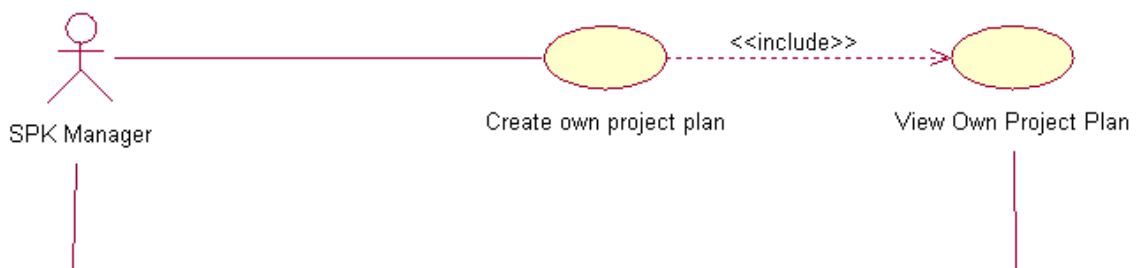 <<include>>
SPK Manager
Create own project plan
View Own Project Plan